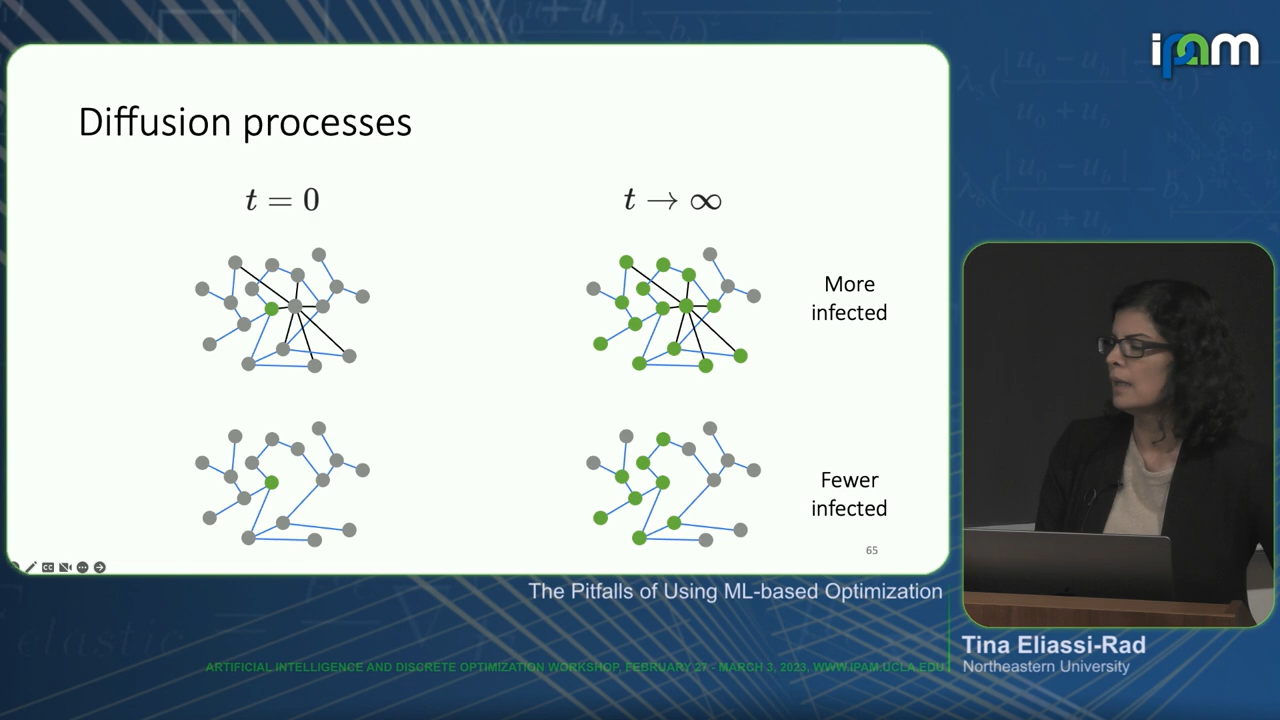 ipam
Diffusion processes
t = 0
t → ∞
More
infected
Fewer
infected
65
The Pitfalls of Using ML-based Optimization
Tina Eliassi-Rad
Northeastern University
ARTIFICIAL INTELLIGENCE AND DISCRETE OPTIMIZATION WORKSHOP, FEBRUARY 27 - MARCH 3, 2023, WWW.IPAM.UCLA.EDU